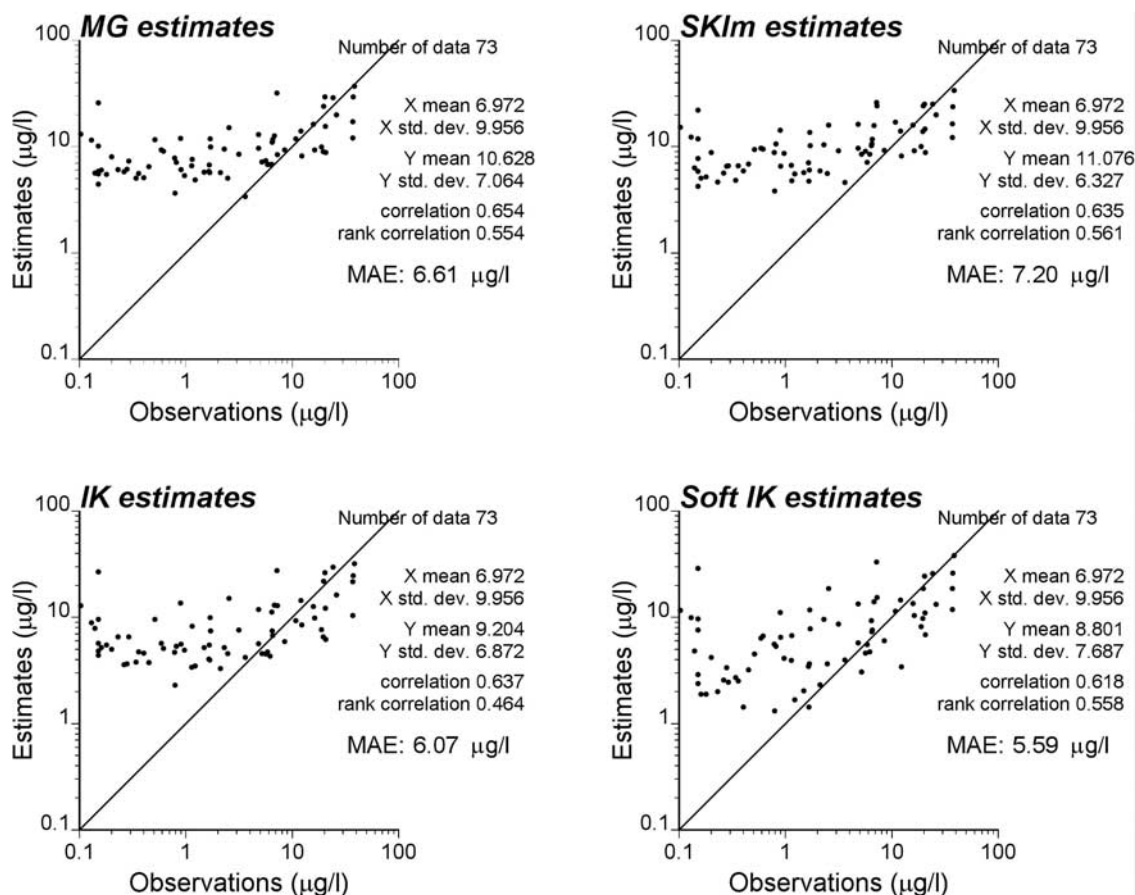 MG estimates
100
10
1
0.1
Estimates (μg/l)
Number of data 73
X mean 6.972
X std. dev. 9.956
Y mean 10.628
Y std. dev. 7.064
correlation 0.654
rank correlation 0.554
MAE: 6.61 μg/l
0.1 1 10 100
Observations (μg/l)
SKlm estimates
100
10
1
0.1
Estimates (μg/l)
Number of data 73
X mean 6.972
X std. dev. 9.956
Y mean 11.076
Y std. dev. 6.327
correlation 0.635
rank correlation 0.561
MAE: 7.20 μg/l
0.1 1 10 100
Observations (μg/l)
IK estimates
100
10
1
0.1
Estimates (μg/l)
Number of data 73
X mean 6.972
X std. dev. 9.956
Y mean 9.204
Y std. dev. 6.872
correlation 0.637
rank correlation 0.464
MAE: 6.07 μg/l
0.1 1 10 100
Observations (μg/l)
Soft IK estimates
100
10
1
0.1
Estimates (μg/l)
Number of data 73
X mean 6.972
X std. dev. 9.956
Y mean 8.801
Y std. dev. 7.687
correlation 0.618
rank correlation 0.558
MAE: 5.59 μg/l
0.1 1 10 100
Observations (μg/l)